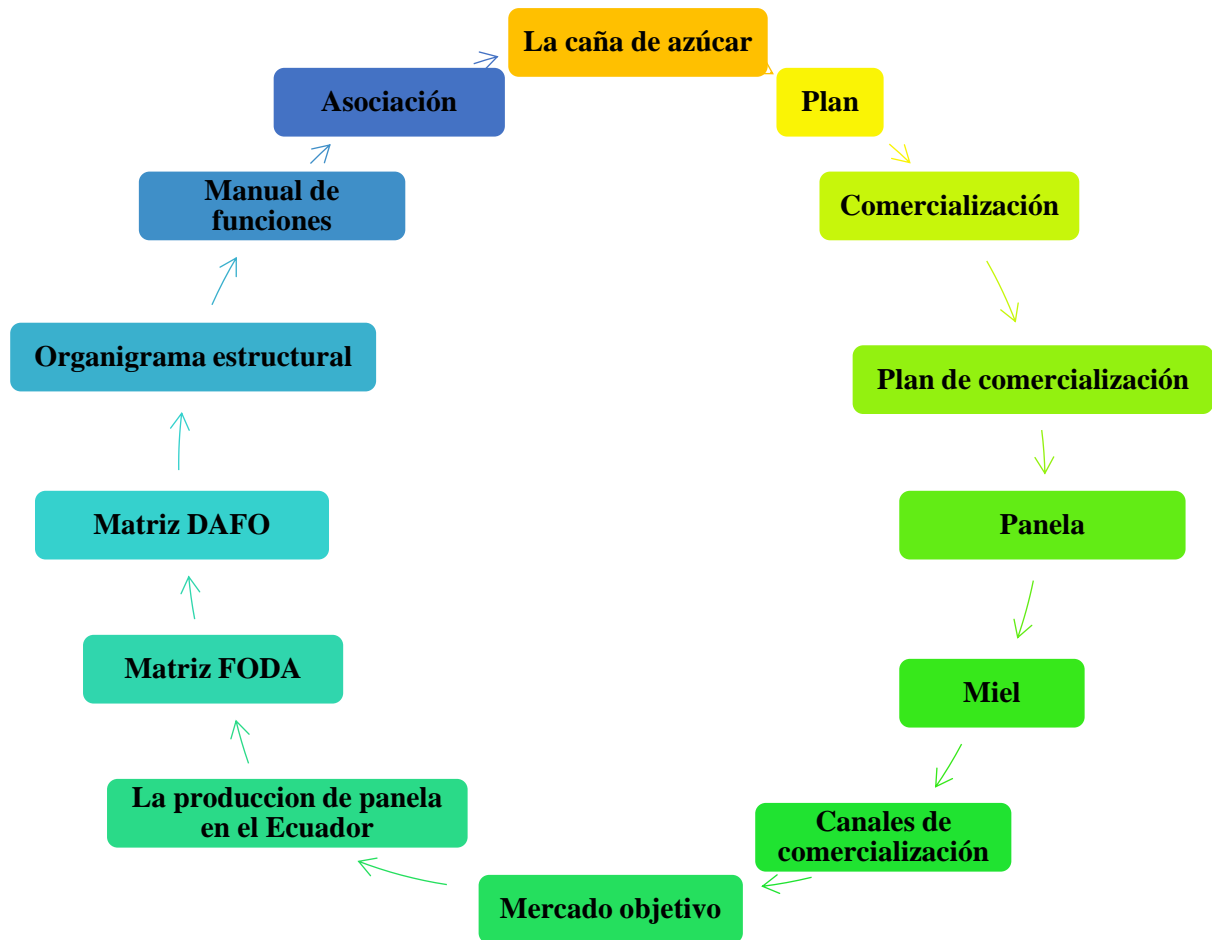 La caña de azúcar
Plan
Comercialización
Plan de comercialización
Panela
Miel
Canales de
comercialización
Mercado objetivo
La produccion de panela
en el Ecuador
Matriz FODA
Matriz DAFO
Organigrama estructural
Manual de
funciones
Asociación